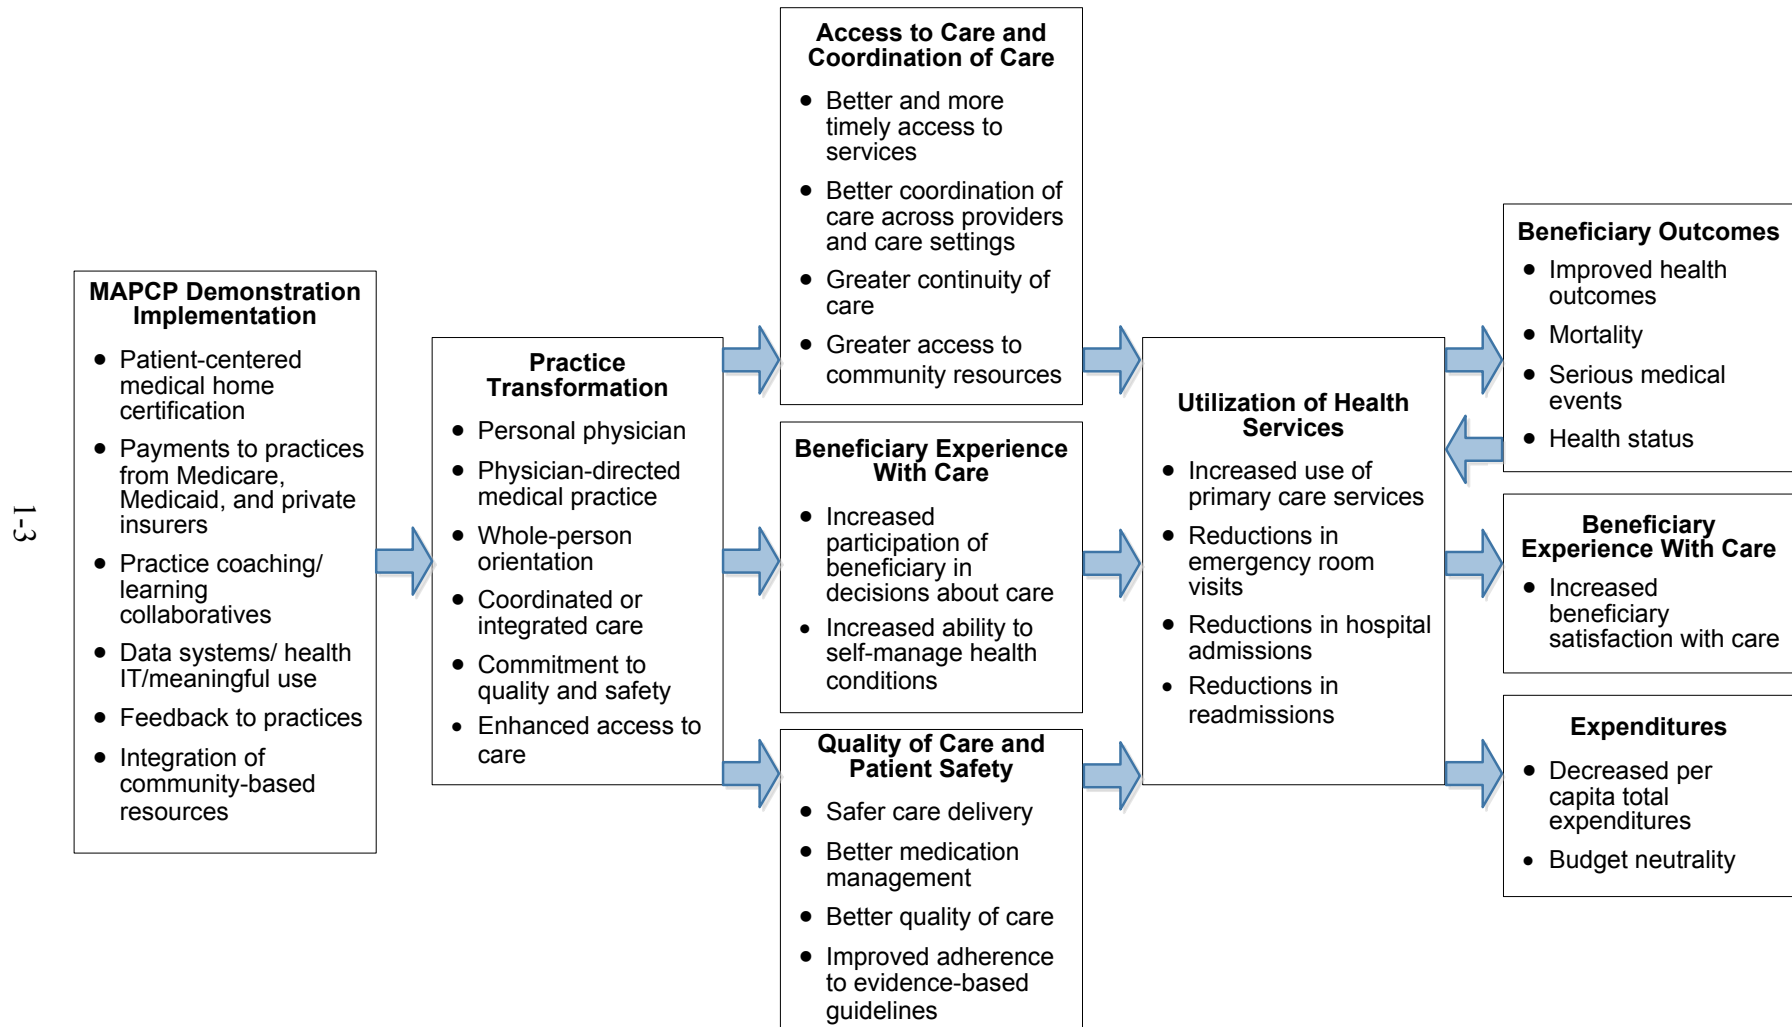 1-3
MAPCP Demonstration
Implementation
• Patient-centered
medical home
certification
• Payments to practices
from Medicare,
Medicaid, and private
insurers
• Practice coaching/
learning
collaboratives
• Data systems/ health
IT/meaningful use
• Feedback to practices
• Integration of
community-based
resources
Practice
Transformation
• Personal physician
• Physician-directed
medical practice
• Whole-person
orientation
• Coordinated or
integrated care
• Commitment to
quality and safety
• Enhanced access to
care
Access to Care and
Coordination of Care
• Better and more
timely access to
services
• Better coordination of
care across providers
and care settings
• Greater continuity of
care
• Greater access to
community resources
Beneficiary Experience
With Care
• Increased
participation of
beneficiary in
decisions about care
• Increased ability to
self-manage health
conditions
Quality of Care and
Patient Safety
• Safer care delivery
• Better medication
management
• Better quality of care
• Improved adherence
to evidence-based
guidelines
Utilization of Health
Services
• Increased use of
primary care services
• Reductions in
emergency room
visits
• Reductions in hospital
admissions
• Reductions in
readmissions
Beneficiary Outcomes
• Improved health
outcomes
• Mortality
• Serious medical
events
• Health status
Beneficiary
Experience With Care
• Increased
beneficiary
satisfaction with care
Expenditures
• Decreased per
capita total
expenditures
• Budget neutrality